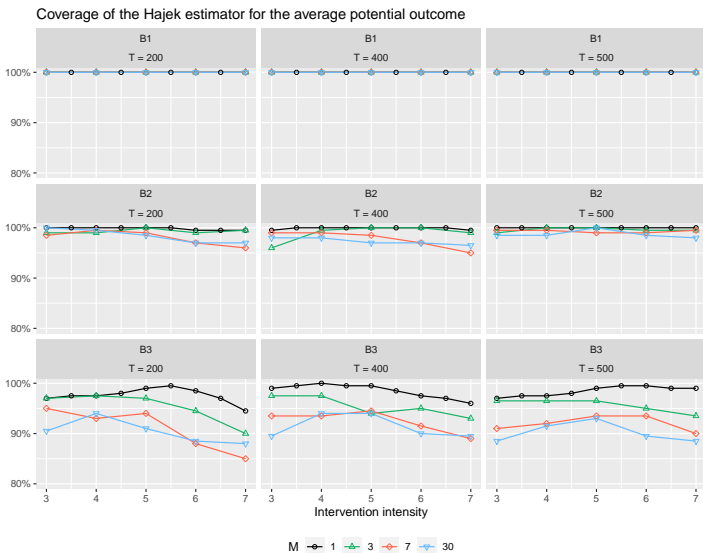 Coverage of the Hajek estimator for the average potential outcome
B1 B1 B1
T = 200 T = 400 T = 500
100%
90%
80%
B2 B2 B2
T = 200 T = 400 T = 500
100%
90%
80%
B3 B3 B3
T = 200 T = 400 T = 500
100%
90%
80%
3 4 5 6 7 3 4 5 6 7 3 4 5 6 7
Intervention intensity
M 1 3 7 30